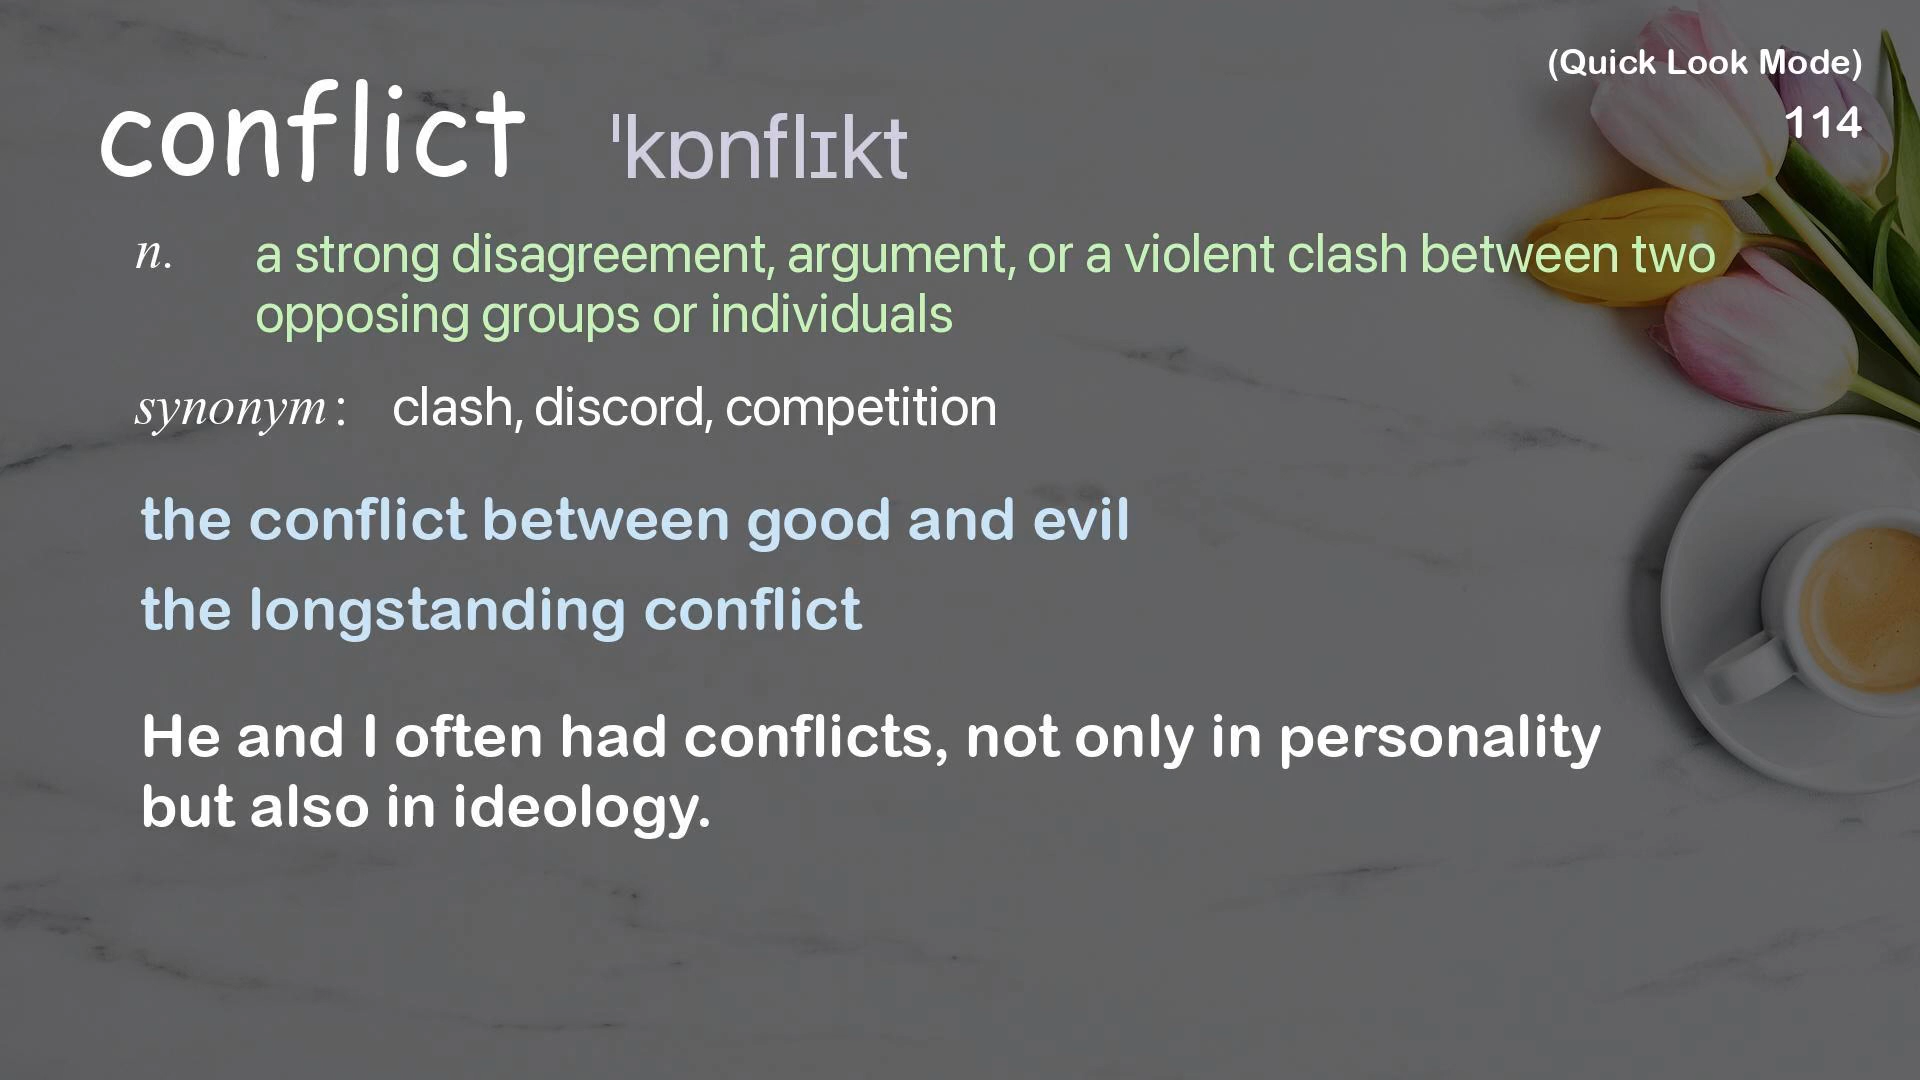 (Quick Look Mode)
114
conflict ˈkɒnflɪkt
n. a strong disagreement, argument, or a violent clash between two
opposing groups or individuals
synonym: clash, discord, competition
the conflict between good and evil
the longstanding conflict
He and I often had conflicts, not only in personality
but also in ideology.